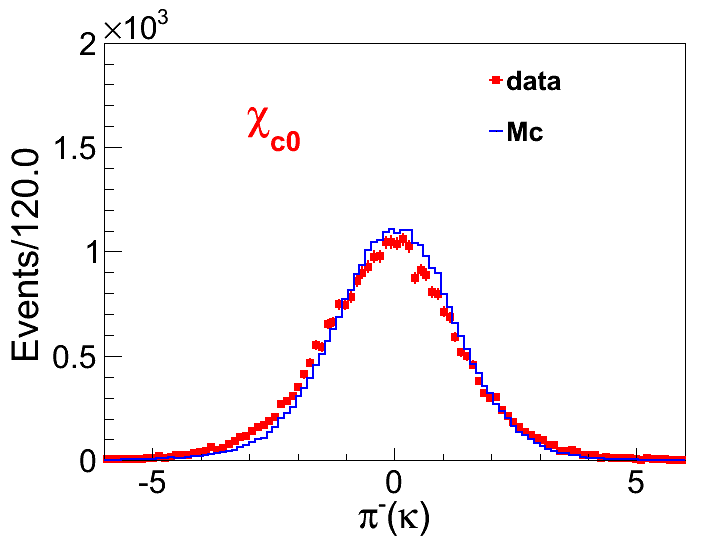 ×10³
2
1.5
1
0.5
0
Events/120.0
χc0
data
Mc
-5 0 5
π⁻(κ)